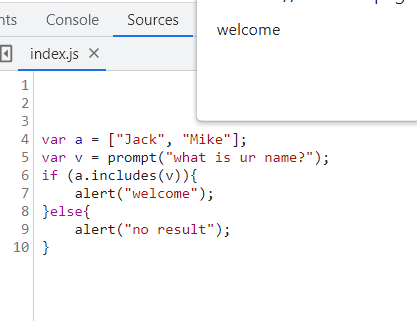 nts Console Sources
welcome
index.js ×
1
2
3
4 var a = ["Jack", "Mike"];
5 var v = prompt("what is ur name?");
6 if (a.includes(v)){
7 alert("welcome");
8 }else{
9 alert("no result");
10 }